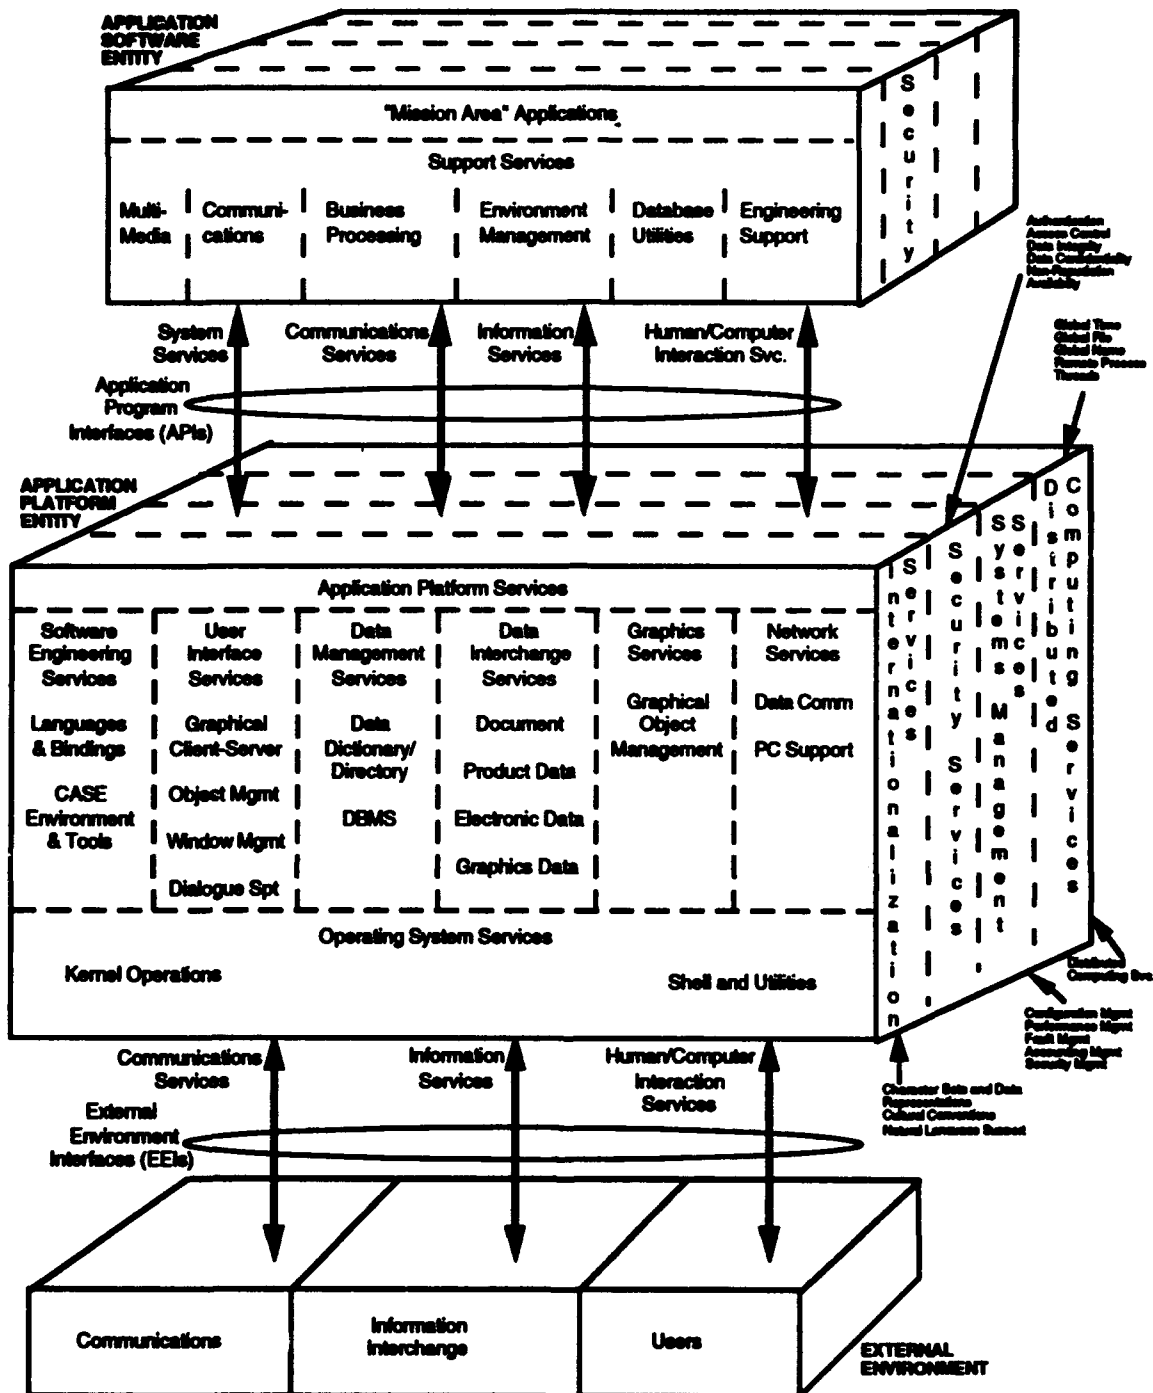 APPLICATION
SOFTWARE
ENTITY
"Mission Area" Applications
Support Services
Multi-
Media
Communi-
cations
Business
Processing
Environment
Management
Database
Utilities
Engineering
Support
Security
System
Services
Communications
Services
Information
Services
Human/Computer
Interaction Svc.
Application
Program
Interfaces (APIs)
Authentication
Access Control
Data Integrity
Data Confidentiality
Non-Repudiation
Availability
Global Time
Global File
Global Name
Remote Process
Threads
APPLICATION
PLATFORM
ENTITY
Application Platform Services
Software
Engineering
Services
Languages
& Bindings
CASE
Environment
& Tools
User
Interface
Services
Graphical
Client-Server
Object Mgmt
Window Mgmt
Dialogue Spt
Data
Management
Services
Data
Dictionary/
Directory
DBMS
Data
Interchange
Services
Document
Product Data
Electronic Data
Graphics Data
Graphics
Services
Graphical
Object
Management
Network
Services
Data Comm
PC Support
Internationalization
Services
Security Services
Systems Management
Services
Distributed
Computing Services
Operating System Services
Kernel Operations
Shell and Utilities
Distributed
Computing Svc
Configuration Mgmt
Performance Mgmt
Fault Mgmt
Accounting Mgmt
Security Mgmt
Character Sets and Data
Representations
Cultural Conventions
Natural Language Support
Communications
Services
Information
Services
Human/Computer
Interaction
Services
External
Environment
Interfaces (EEIs)
Communications
Information
Interchange
Users
EXTERNAL
ENVIRONMENT